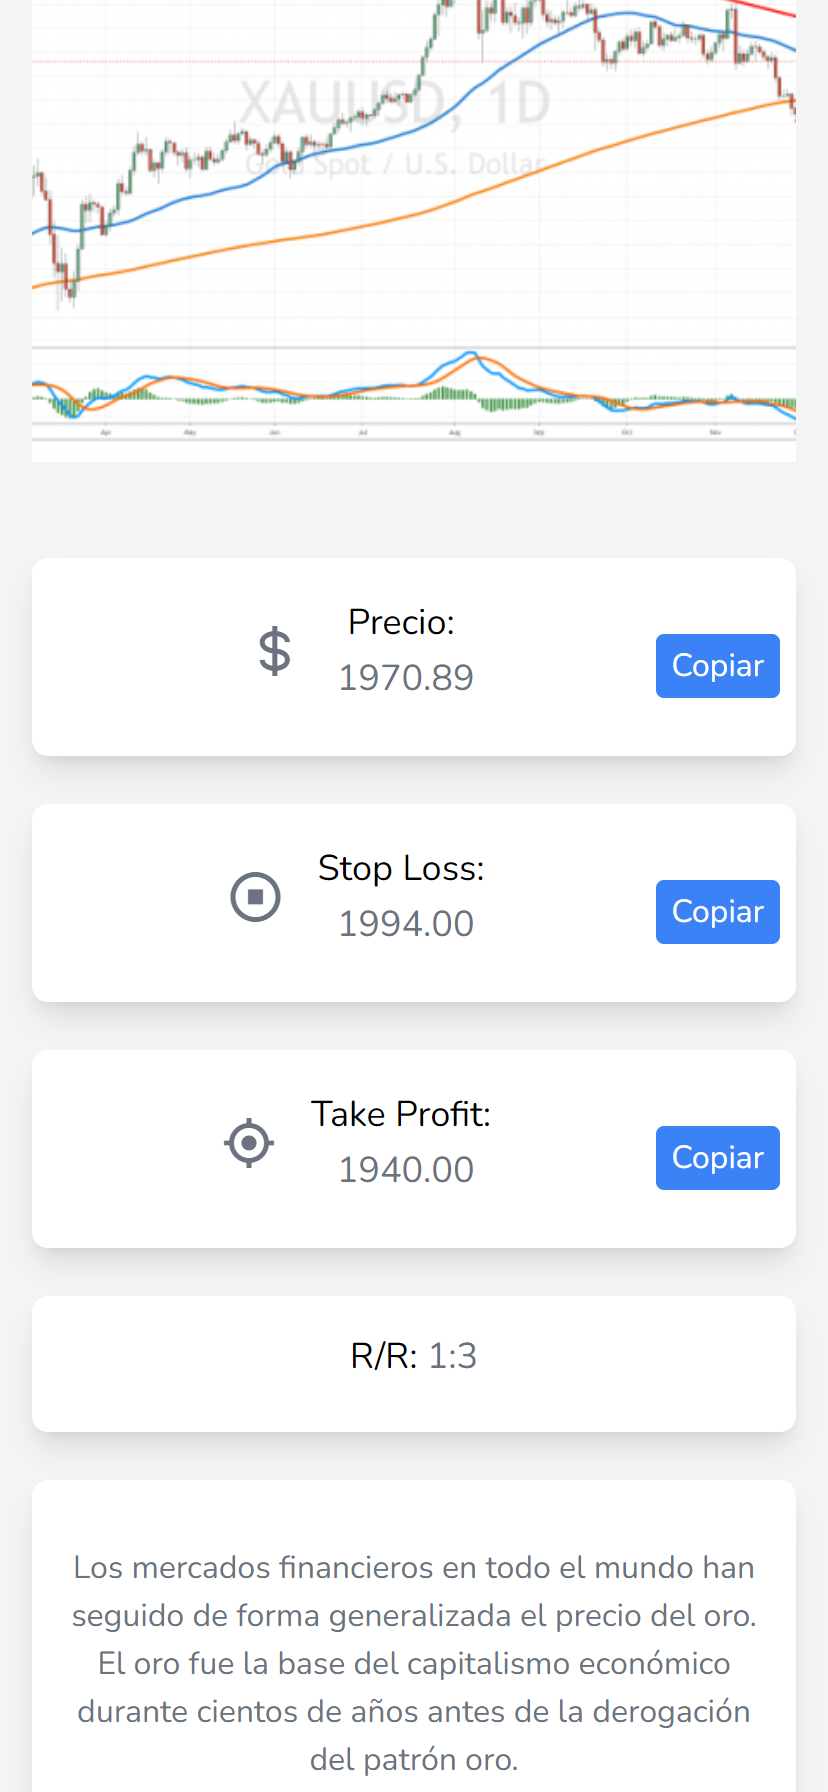 XAUUSD, 1D
Gold Spot / U.S. Dollar
Apr May Jun Jul Aug Sep Oct Nov
Precio:
1970.89
Copiar
Stop Loss:
1994.00
Copiar
Take Profit:
1940.00
Copiar
R/R: 1:3
Los mercados financieros en todo el mundo han
seguido de forma generalizada el precio del oro.
El oro fue la base del capitalismo económico
durante cientos de años antes de la derogación
del patrón oro.